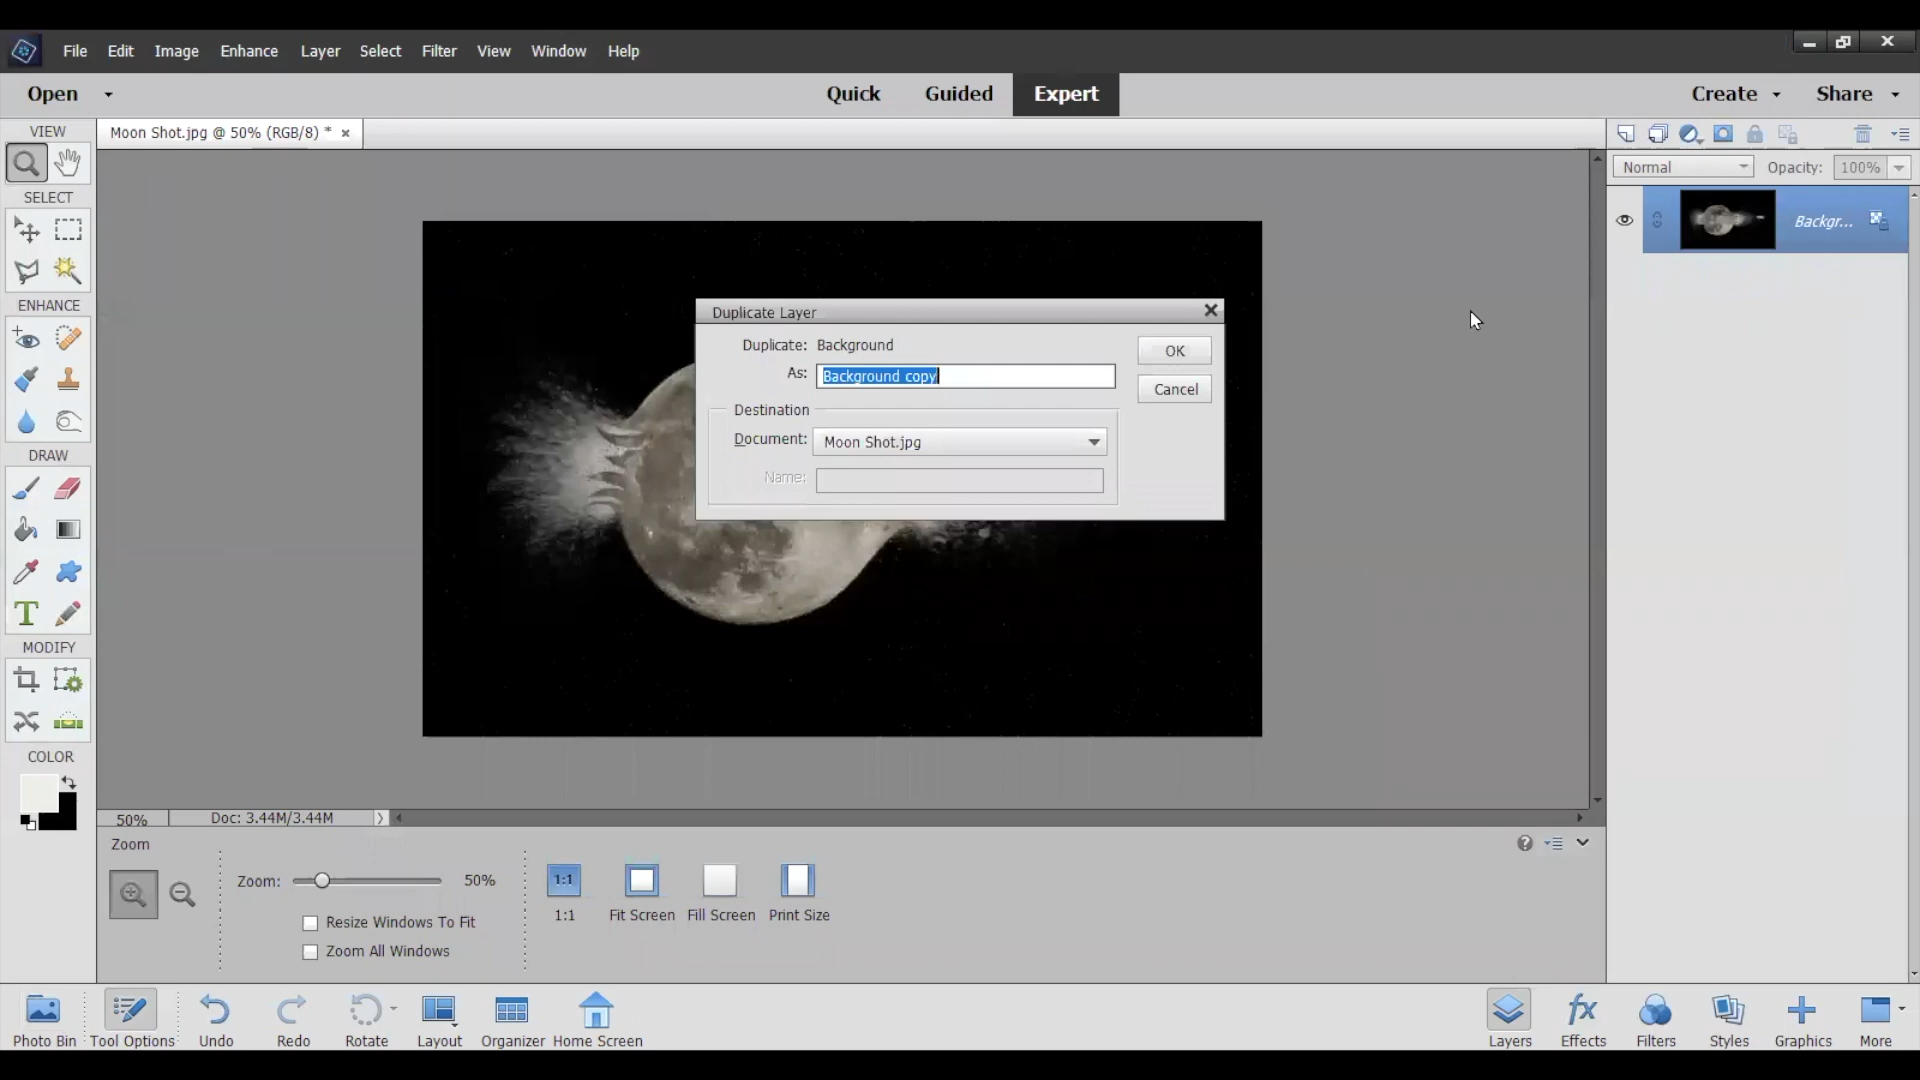 File Edit Image Enhance Layer Select Filter View Window Help
Open Quick Guided Expert Create Share
VIEW
Moon Shot.jpg @ 50% (RGB/8) * ×
Normal Opacity: 100%
Backgr...
SELECT
ENHANCE
DRAW
T
MODIFY
COLOR
Duplicate Layer
Duplicate: Background
As: Background copy
OK
Cancel
Destination
Document: Moon Shot.jpg
Name:
50% Doc: 3.44M/3.44M
Zoom
Zoom: 50%
Resize Windows To Fit
Zoom All Windows
1:1
1:1 Fit Screen Fill Screen Print Size
fx
Photo Bin Tool Options Undo Redo Rotate Layout Organizer Home Screen Layers Effects Filters Styles Graphics More